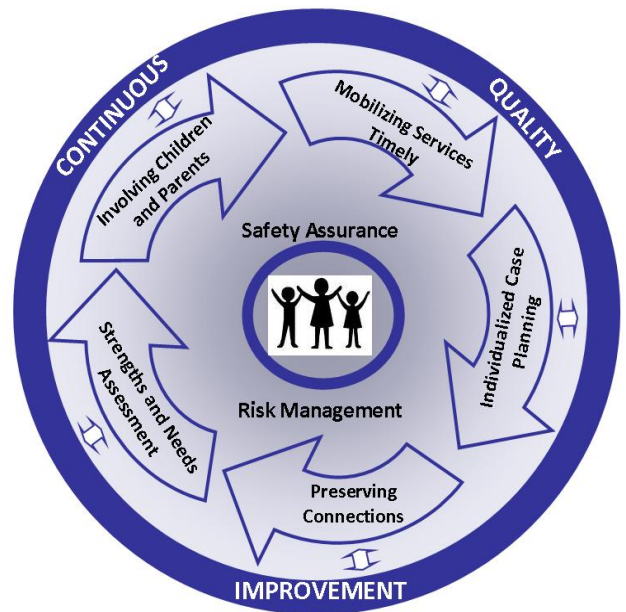 CONTINUOUS
QUALITY
IMPROVEMENT
Involving Children
and Parents
Mobilizing Services
Timely
Individualized Case
Planning
Preserving
Connections
Strengths and Needs
Assessment
Safety Assurance
Risk Management